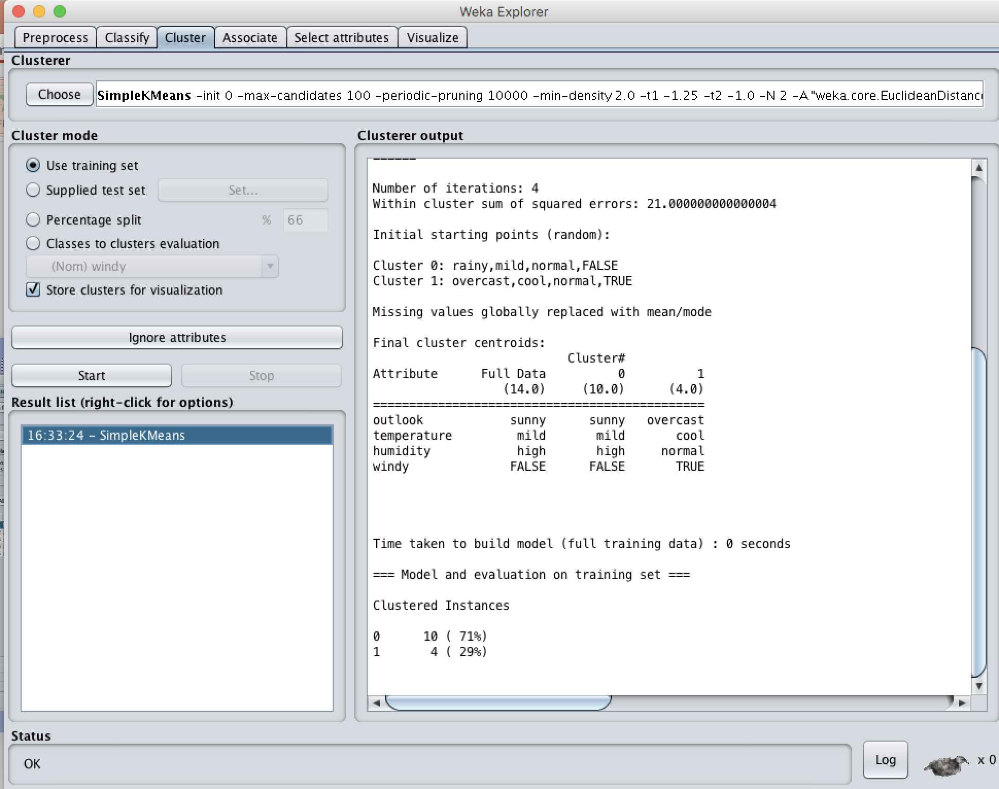 Weka Explorer
Preprocess Classify Cluster Associate Select attributes Visualize
Clusterer
Choose SimpleKMeans -init 0 -max-candidates 100 -periodic-pruning 10000 -min-density 2.0 -t1 -1.25 -t2 -1.0 -N 2 -A "weka.core.EuclideanDistanc
Cluster mode
Use training set
Supplied test set Set...
Percentage split % 66
Classes to clusters evaluation
(Nom) windy
Store clusters for visualization
Ignore attributes
Start Stop
Result list (right-click for options)
16:33:24 - SimpleKMeans
Clusterer output
======
Number of iterations: 4
Within cluster sum of squared errors: 21.000000000000004
Initial starting points (random):
Cluster 0: rainy,mild,normal,FALSE
Cluster 1: overcast,cool,normal,TRUE
Missing values globally replaced with mean/mode
Final cluster centroids:
Cluster#
Attribute Full Data 0 1
(14.0) (10.0) (4.0)
==============================================
outlook sunny sunny overcast
temperature mild mild cool
humidity high high normal
windy FALSE FALSE TRUE
Time taken to build model (full training data) : 0 seconds
=== Model and evaluation on training set ===
Clustered Instances
0 10 ( 71%)
1 4 ( 29%)
Status
OK
Log x 0